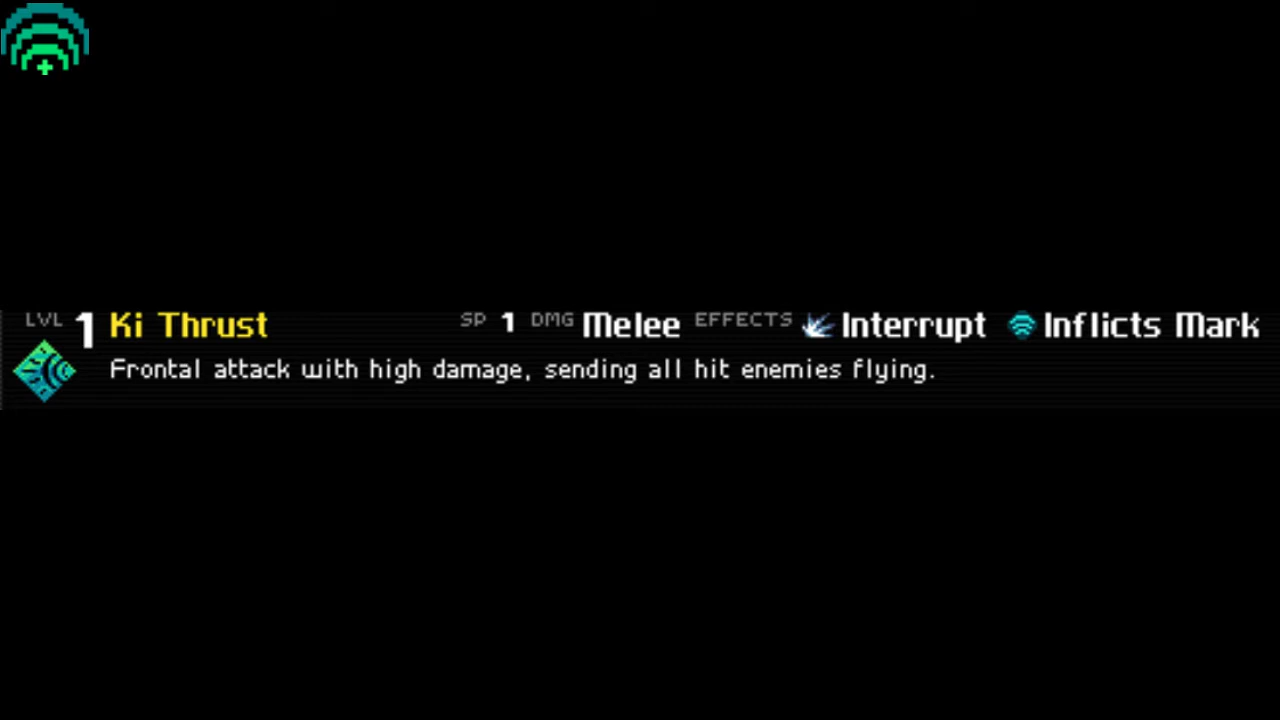 LVL 1 Ki Thrust SP 1 DMG Melee EFFECTS Interrupt Inflicts Mark
Frontal attack with high damage, sending all hit enemies flying.